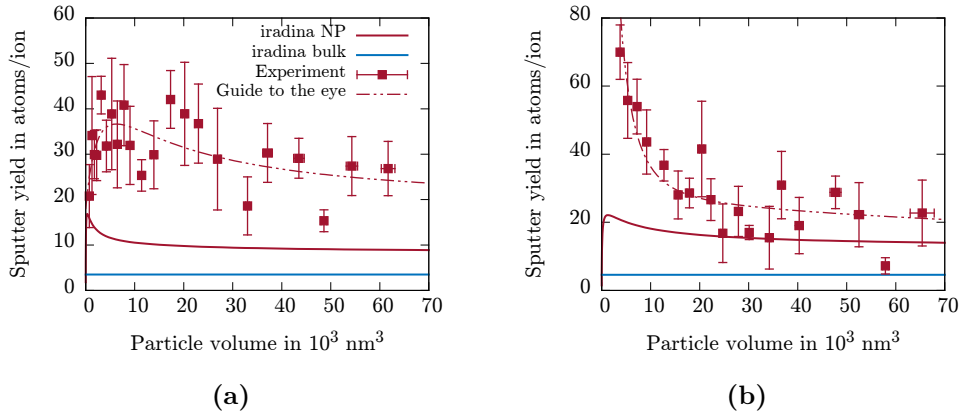 Sputter yield in atoms/ion
60
50
40
30
20
10
0
0 10 20 30 40 50 60 70
Particle volume in 10³ nm³
iradina NP
iradina bulk
Experiment
Guide to the eye
(a)
Sputter yield in atoms/ion
80
60
40
20
0
0 10 20 30 40 50 60 70
Particle volume in 10³ nm³
(b)